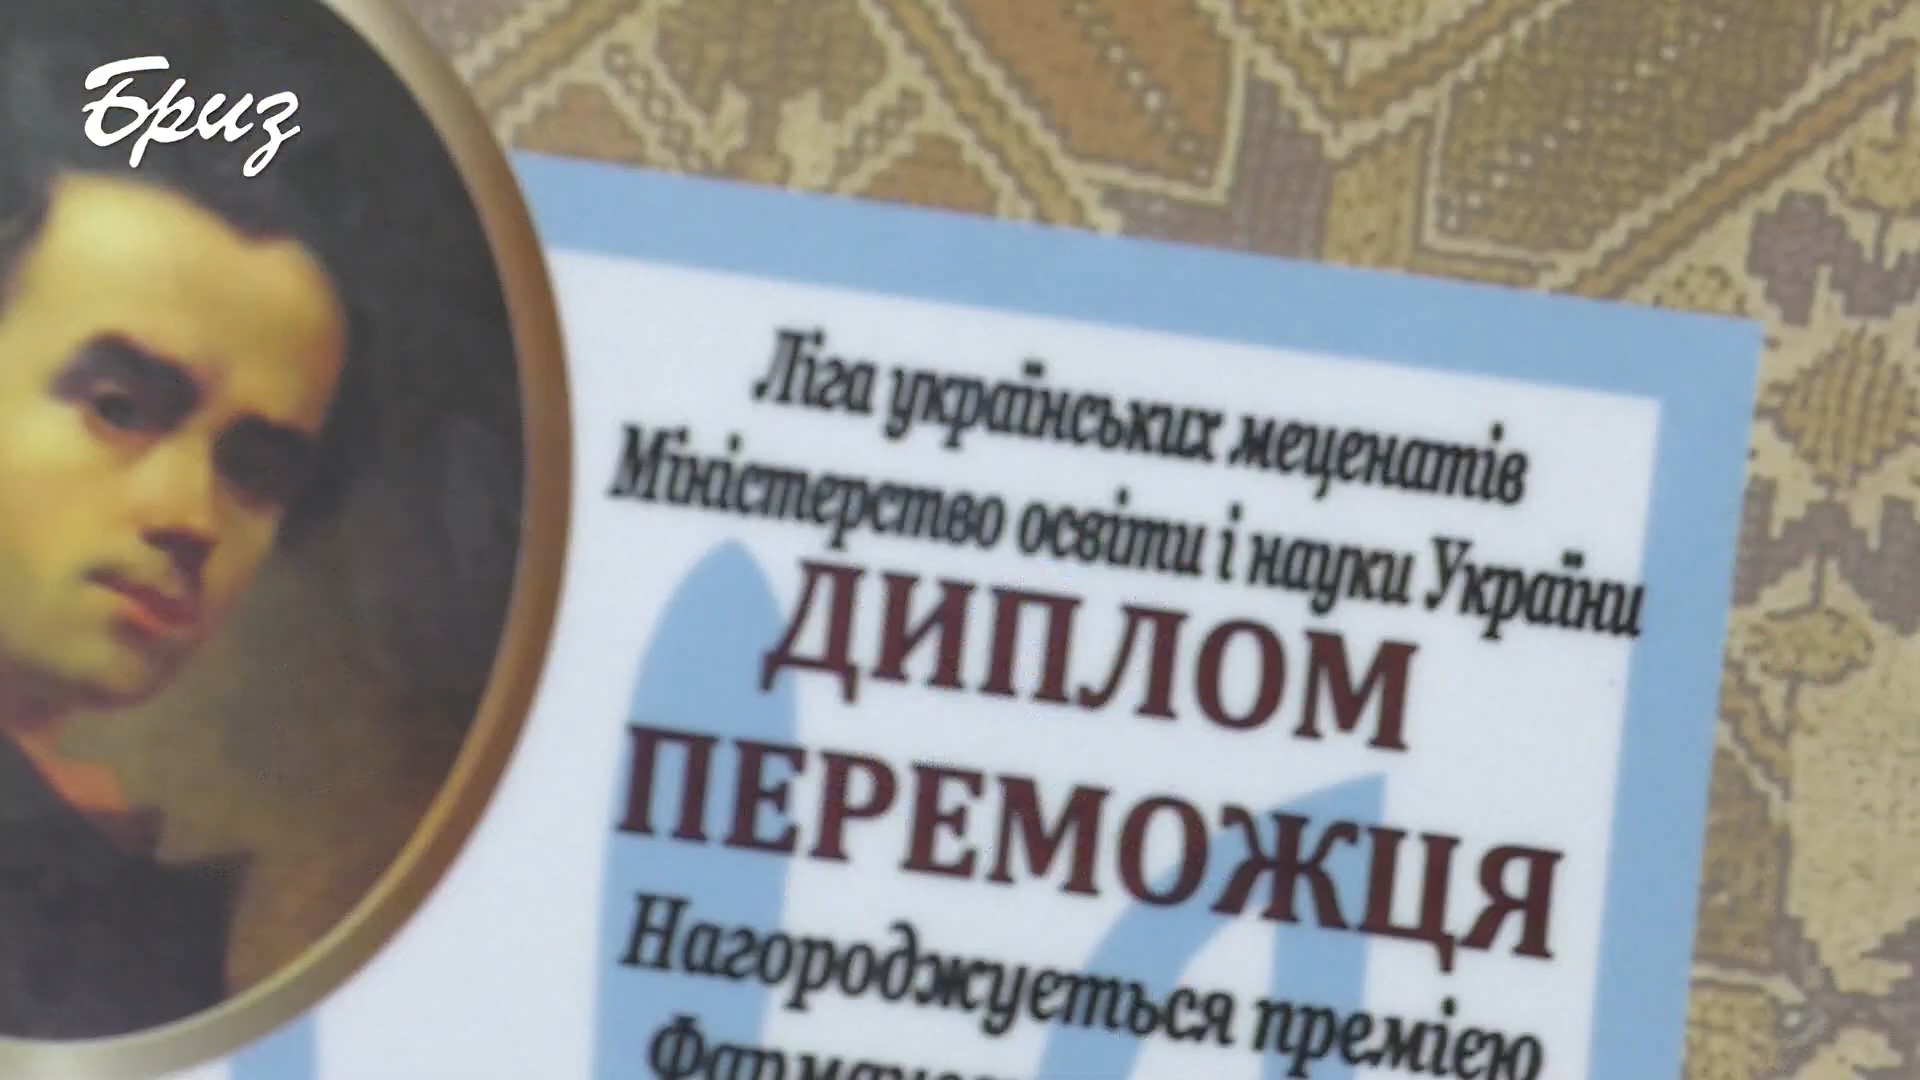 Бриз
Ліга українських меценатів
Міністерство освіти і науки України
ДИПЛОМ
ПЕРЕМОЖЦЯ
Нагороджується премією